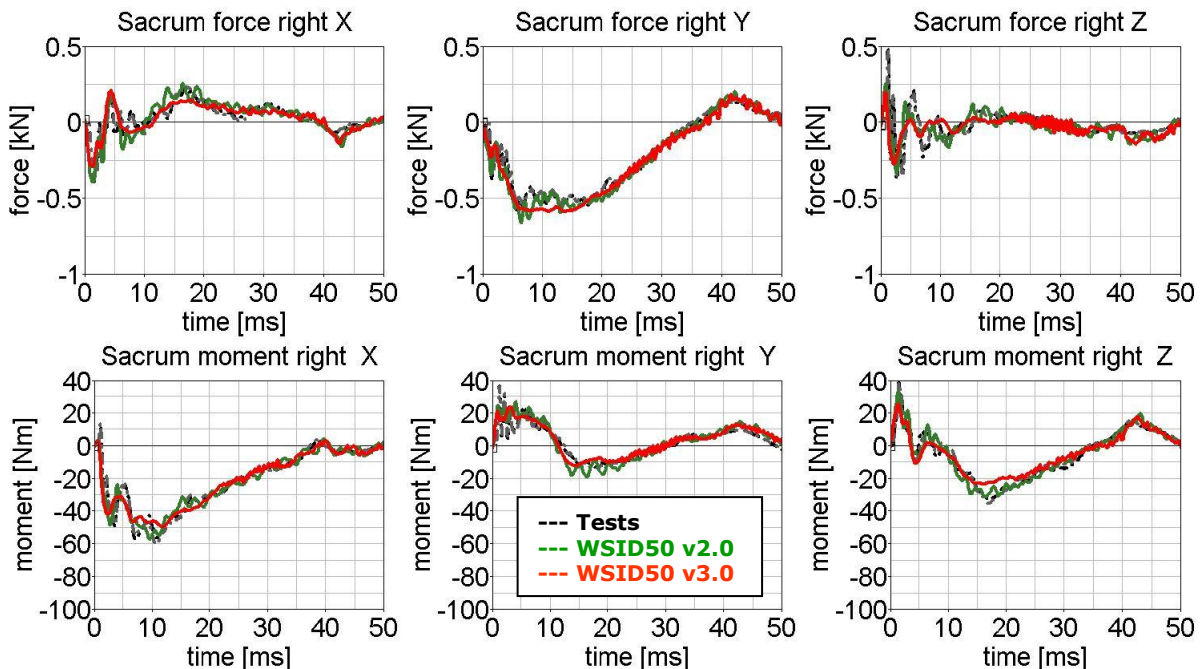 Sacrum force right X
Sacrum force right Y
Sacrum force right Z
force [kN]
0.5
0
-0.5
-1
0 10 20 30 40 50
time [ms]
force [kN]
0.5
0
-0.5
-1
0 10 20 30 40 50
time [ms]
force [kN]
0.5
0
-0.5
-1
0 10 20 30 40 50
time [ms]
Sacrum moment right X
Sacrum moment right Y
Sacrum moment right Z
moment [Nm]
40
20
0
-20
-40
-60
-80
-100
0 10 20 30 40 50
time [ms]
moment [Nm]
40
20
0
-20
-40
-60
-80
-100
0 10 20 30 40 50
time [ms]
Tests
WSID50 v2.0
WSID50 v3.0
moment [Nm]
40
20
0
-20
-40
-60
-80
-100
0 10 20 30 40 50
time [ms]